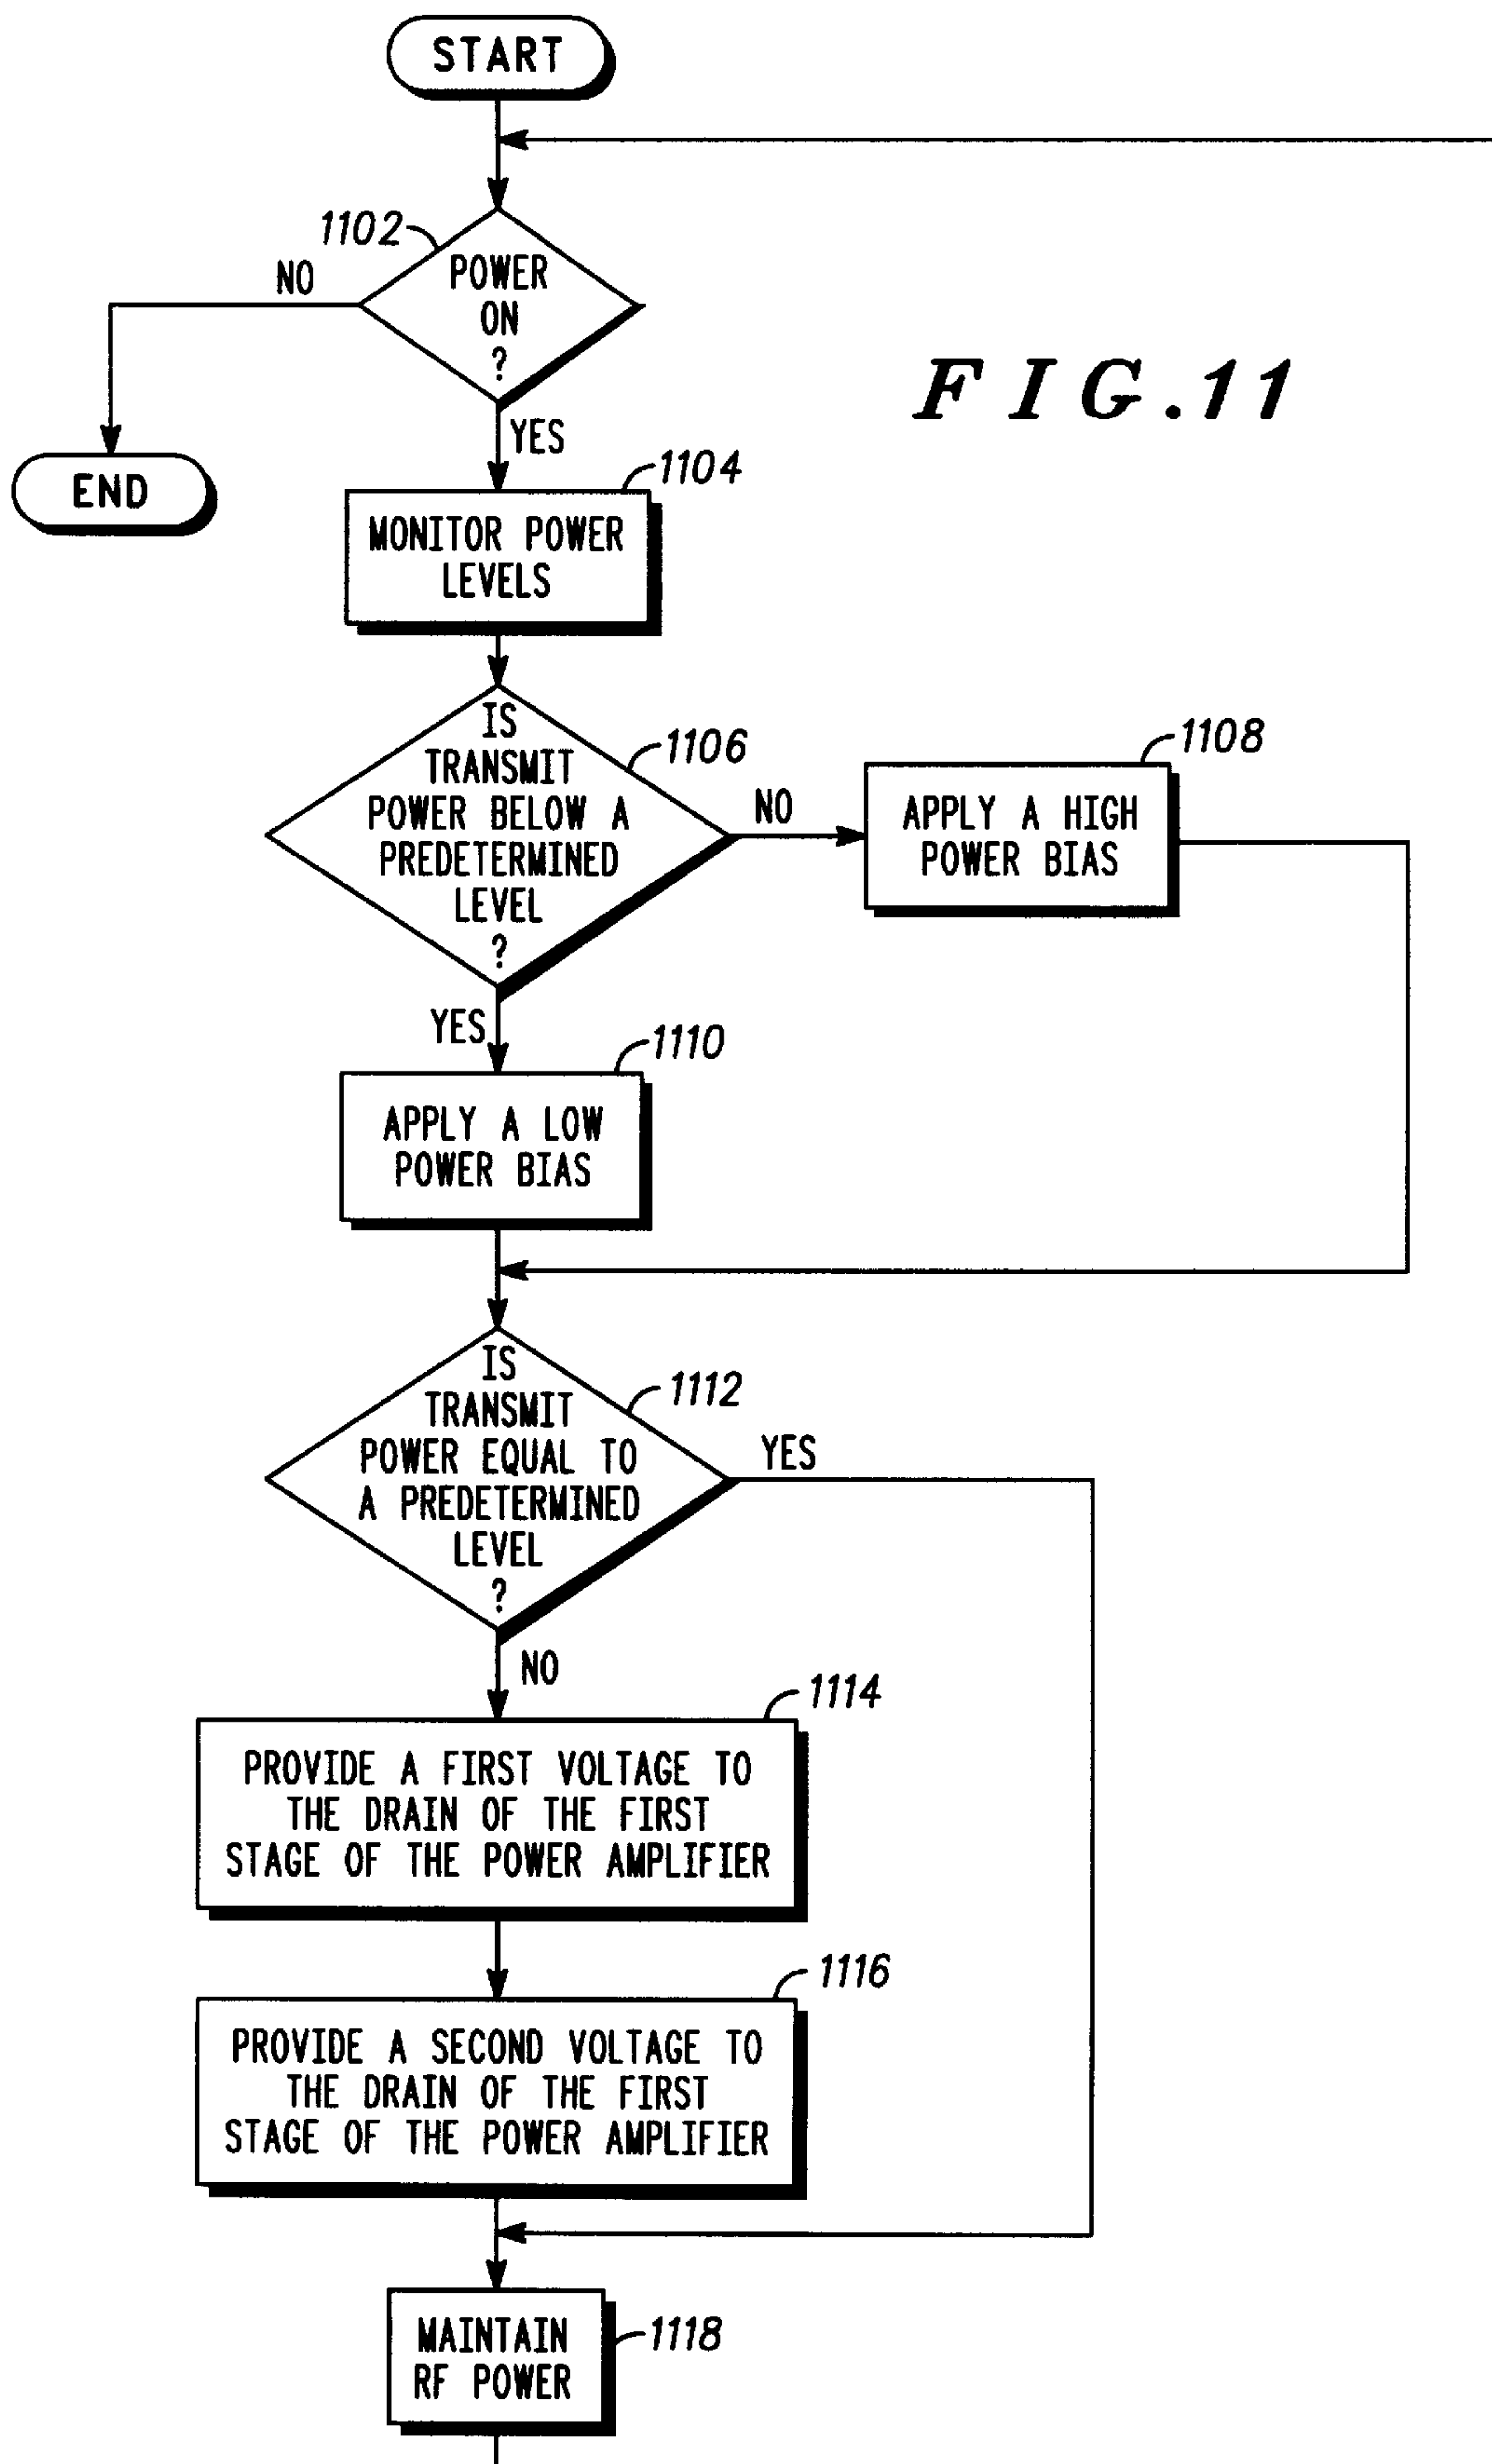 START
1102
NO
POWER
ON
?
FIG.11
YES
END
1104
MONITOR POWER
LEVELS
IS
TRANSMIT
POWER BELOW A
PREDETERMINED
LEVEL
?
1106
NO
1108
APPLY A HIGH
POWER BIAS
YES
1110
APPLY A LOW
POWER BIAS
IS
TRANSMIT
POWER EQUAL TO
A PREDETERMINED
LEVEL
?
1112
YES
NO
1114
PROVIDE A FIRST VOLTAGE TO
THE DRAIN OF THE FIRST
STAGE OF THE POWER AMPLIFIER
1116
PROVIDE A SECOND VOLTAGE TO
THE DRAIN OF THE FIRST
STAGE OF THE POWER AMPLIFIER
MAINTAIN
RF POWER
1118